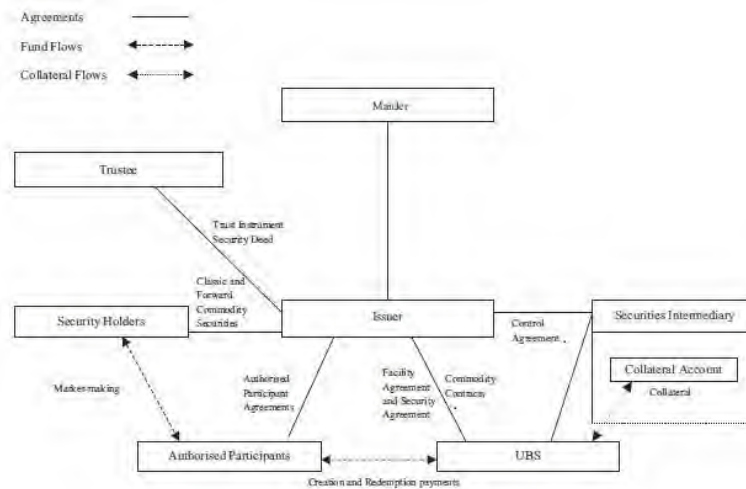 Agreements
Fund Flows
Collateral Flows
Trustee
Trust Instrument
Security Deed
Classic and
Forward
Commodity
Securities
Security Holders
Issuer
Securities Intermediary
Control
Agreement
Collateral Account
Collateral
Market-making
Authorised
Participant
Agreements
Facility
Agreement
and Security
Agreement
Commodity
Contracts
Authorised Participants
UBS
Creation and Redemption payments